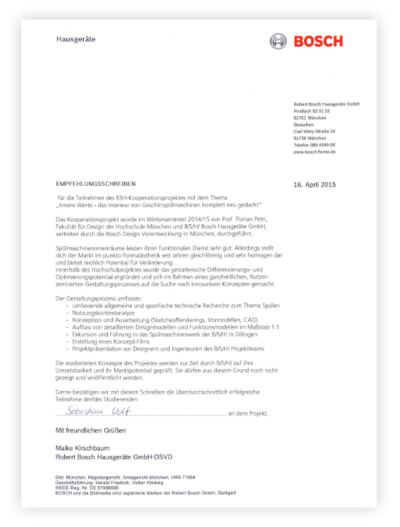 Hausgeräte
BOSCH
Robert Bosch Hausgeräte GmbH
Postfach 83 01 01
81701 München
Besucher:
Carl-Wery-Straße 34
81739 München
Telefon 089 4590-00
www.bosch-home.de
EMPFEHLUNGSSCHREIBEN
16. April 2015
für die Teilnehmer des BSH-Kooperationsprojektes mit dem Thema
„Innere Werte - das Interieur von Geschirrspülmaschinen komplett neu gedacht"
Das Kooperationsprojekt wurde im Wintersemester 2014/15 von Prof. Florian Petri,
Fakultät für Design der Hochschule München und B/S/H/ Bosch Hausgeräte GmbH,
vertreten durch die Bosch Design Vorentwicklung in München, durchgeführt.
Spülmaschineninnenräume leisten ihren funktionalen Dienst sehr gut. Allerdings stellt
dich der Markt im punkto Formalästhetik seit Jahren gleichförmig und sehr homogen dar
und bietet reichlich Potential für Veränderung.
Innerhalb des Hochschulprojektes wurde das gestalterische Differenzierungs- und
Optimierungspotential ergründet und sich im Rahmen eines ganzheitlichen, Nutzer-
zentrierten Gestaltungsprozesses auf die Suche nach innovativen Konzepten gemacht.
Der Gestaltungsprozess umfasste:
- umfassende allgemeine und spezifische technische Recherche zum Thema Spülen
- Nutzungskontextanalyse
- Konzeption und Ausarbeitung (Sketches/Renderings, Vormodellen, CAD)
- Aufbau von detaillierten Designmodellen und Funktionsmodellen im Maßstab 1:1
- Exkursion und Führung in das Spülmaschinenwerk der B/S/H/ in Dillingen
- Erstellung eines Konzept-Films
- Projektpräsentation vor Designern und Ingenieuren des B/S/H/ Projektteams
Die erarbeiteten Konzepte des Projektes werden zur Zeit durch B/S/H/ auf ihre
Umsetzbarkeit und ihr Marktpotential geprüft. Sie dürfen aus diesem Grund noch nicht
gezeigt und veröffentlicht werden.
Gerne bestätigen wir mit diesem Schreiben die überdurchschnittlich erfolgreiche
Teilnahme der/des Studierenden
Sebastian Wolf an dem Projekt.
Mit freundlichen Grüßen
Maike Kirschbaum
Robert Bosch Hausgeräte GmbH-DSVD
Sitz: München, Registergericht: Amtsgericht München, HRB 71554
Geschäftsführung: Harald Friedrich, Volker
WEEE-Reg.-Nr. DE
BOSCH und die Bildmarke sind registrierte Marken der Robert Bosch GmbH, Stuttgart